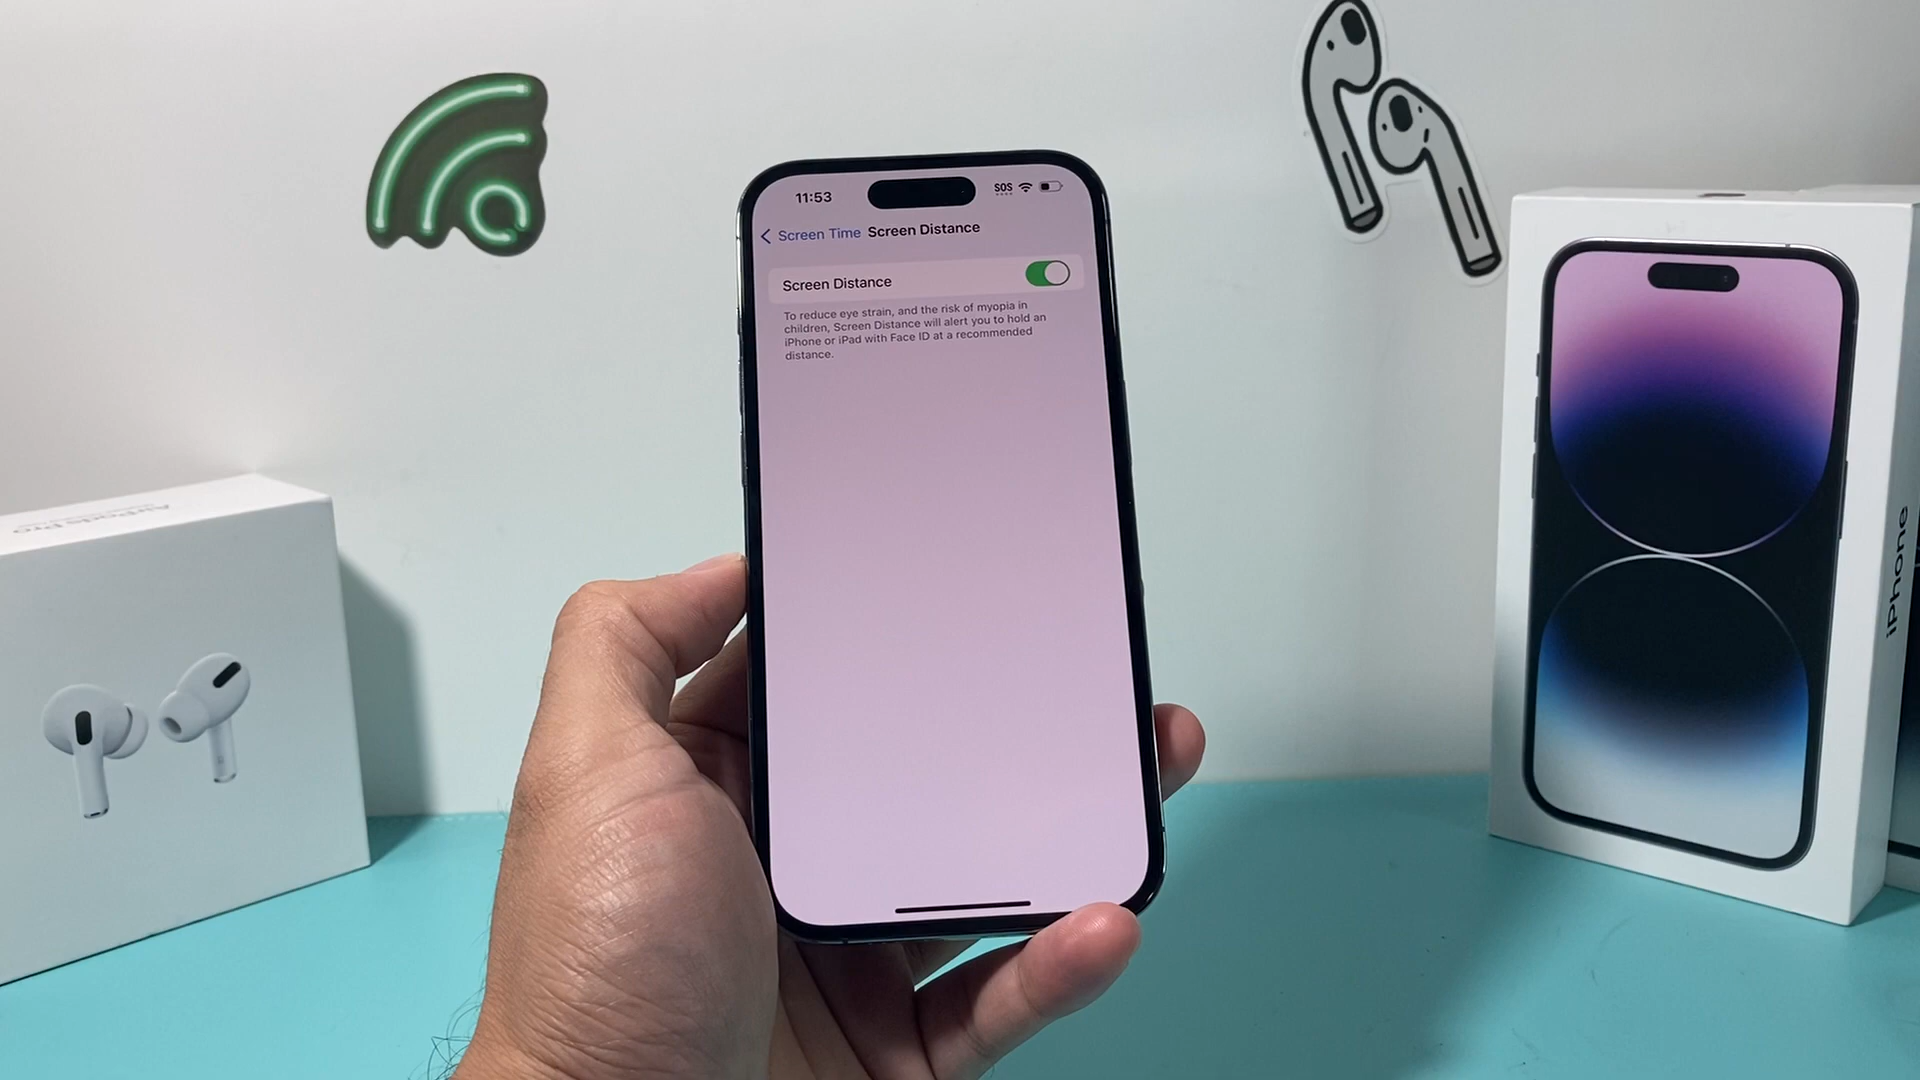 11:53
SOS
Screen Time
Screen Distance
Screen Distance
To reduce eye strain, and the risk of myopia in
children, Screen Distance will alert you to hold an
iPhone or iPad with Face ID at a recommended
distance.
AirPods Pro
iPhone